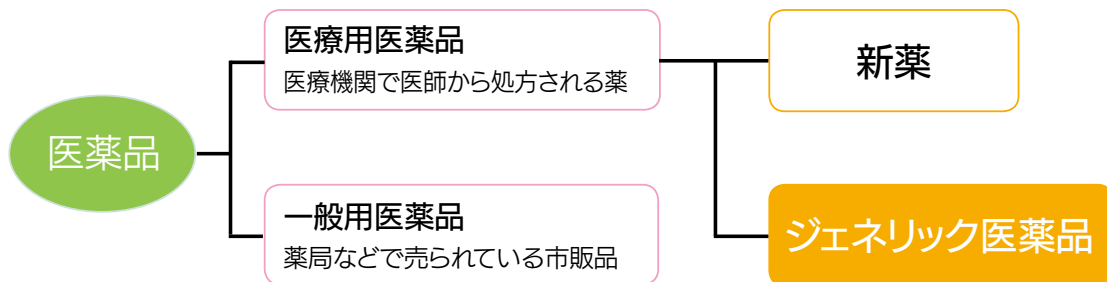 医薬品
医療用医薬品
医療機関で医師から処方される薬
一般用医薬品
薬局などで売られている市販品
新薬
ジェネリック医薬品